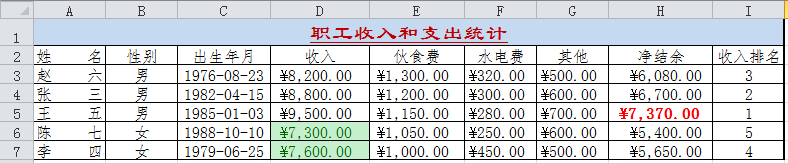 A B C D E F G H I
1 职工收入和支出统计
2 姓 名 性别 出生年月 收入 伙食费 水电费 其他 净结余 收入排名
3 赵 六 男 1976-08-23 ¥8,200.00 ¥1,300.00 ¥320.00 ¥500.00 ¥6,080.00 3
4 张 三 男 1982-04-15 ¥8,800.00 ¥1,200.00 ¥300.00 ¥600.00 ¥6,700.00 2
5 王 五 男 1985-01-03 ¥9,500.00 ¥1,150.00 ¥280.00 ¥700.00 ¥7,370.00 1
6 陈 七 女 1988-10-10 ¥7,300.00 ¥1,050.00 ¥250.00 ¥600.00 ¥5,400.00 5
7 李 四 女 1979-06-25 ¥7,600.00 ¥1,000.00 ¥450.00 ¥500.00 ¥5,650.00 4